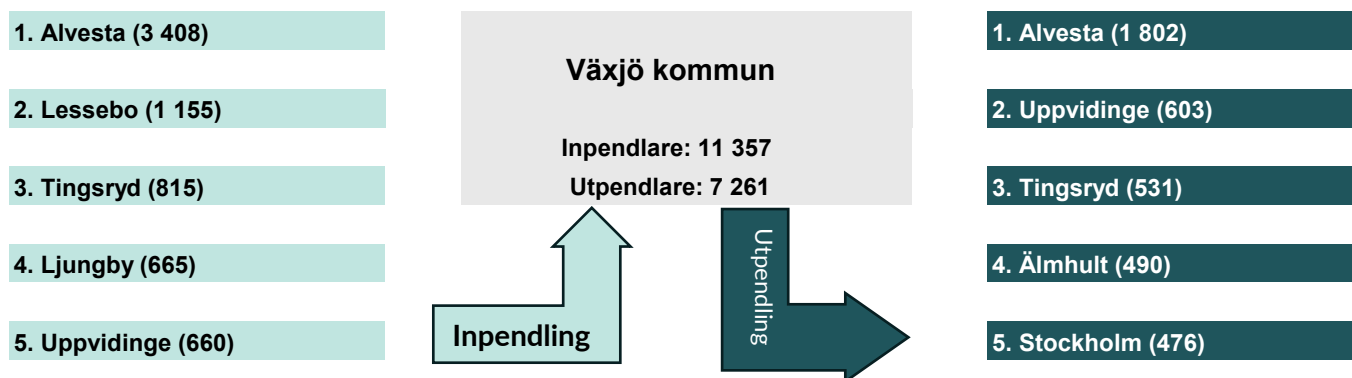 1. Alvesta (3 408)
2. Lessebo (1 155)
3. Tingsryd (815)
4. Ljungby (665)
5. Uppvidinge (660)
Växjö kommun
Inpendlare: 11 357
Utpendlare: 7 261
Inpendling
Utpendling
1. Alvesta (1 802)
2. Uppvidinge (603)
3. Tingsryd (531)
4. Älmhult (490)
5. Stockholm (476)